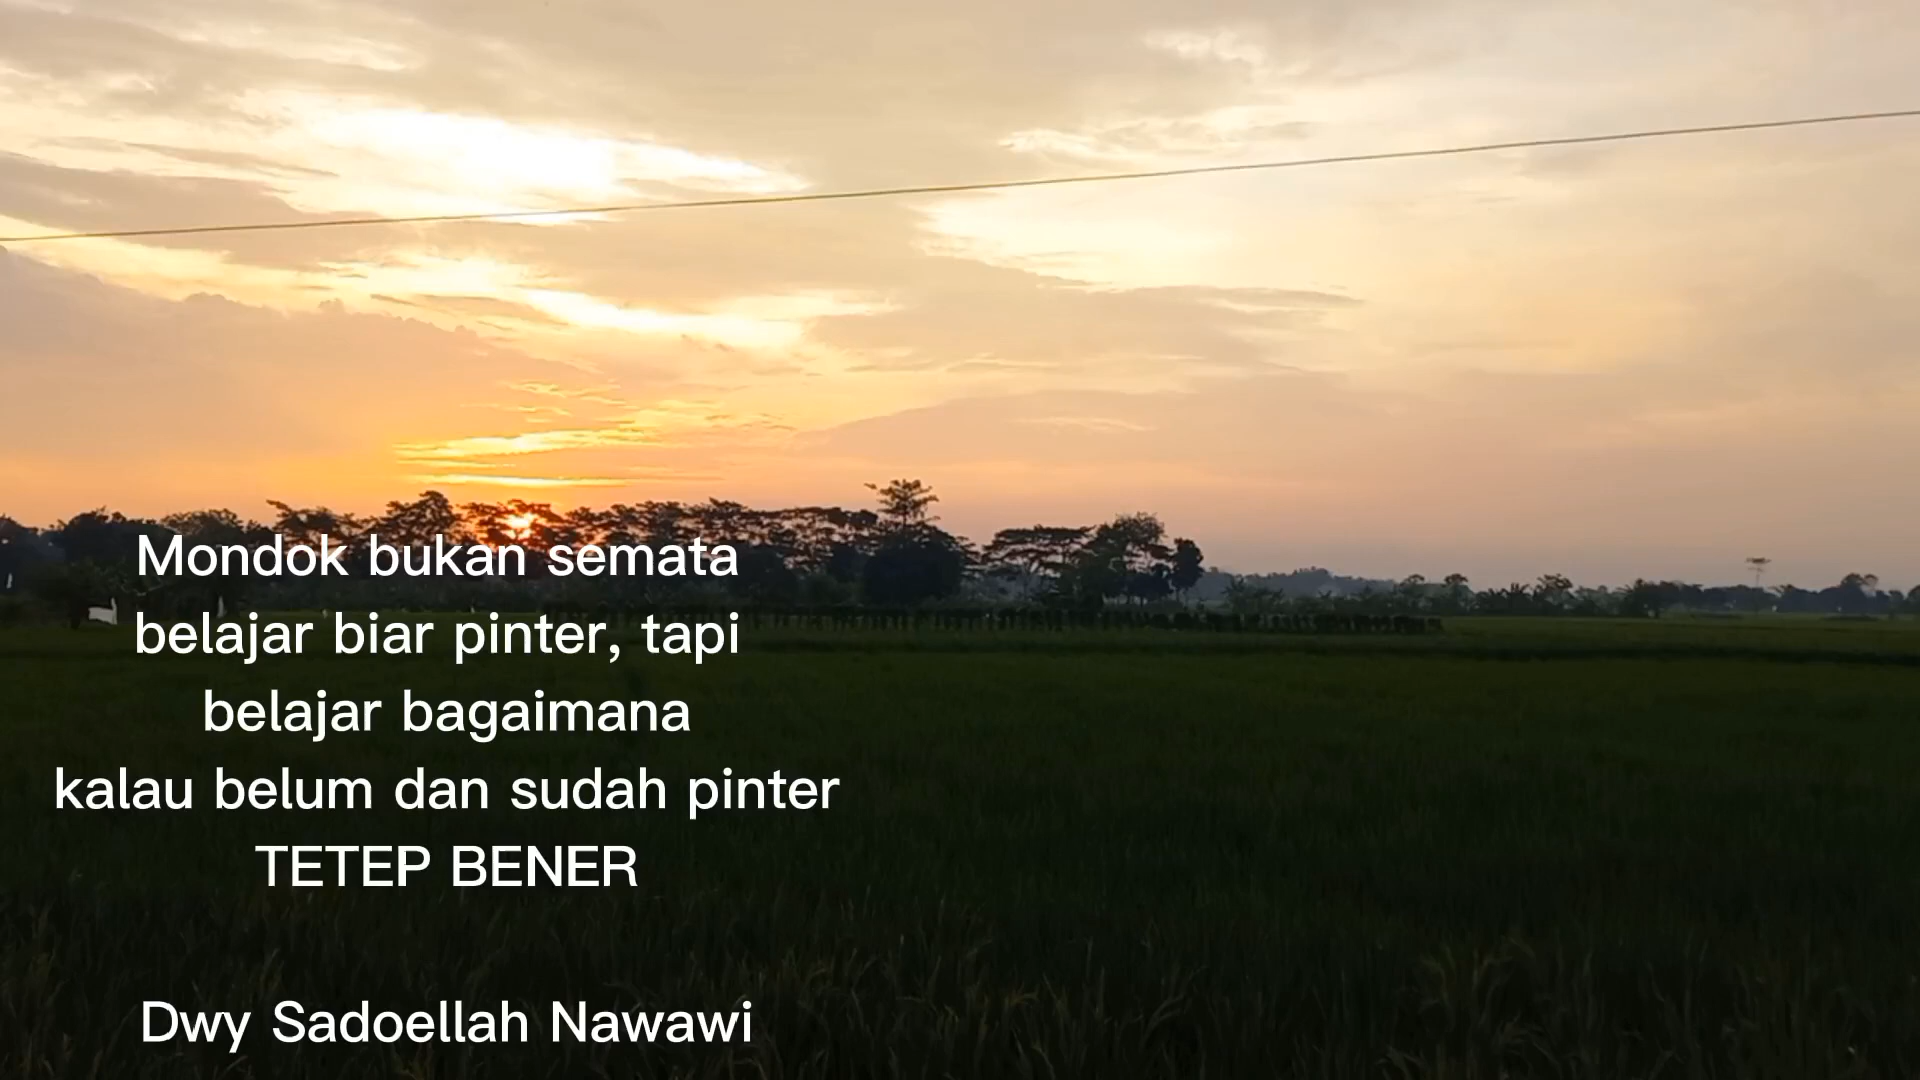 Mondok bukan semata
belajar biar pinter, tapi
belajar bagaimana
kalau belum dan sudah pinter
TETEP BENER
Dwy Sadoellah Nawawi